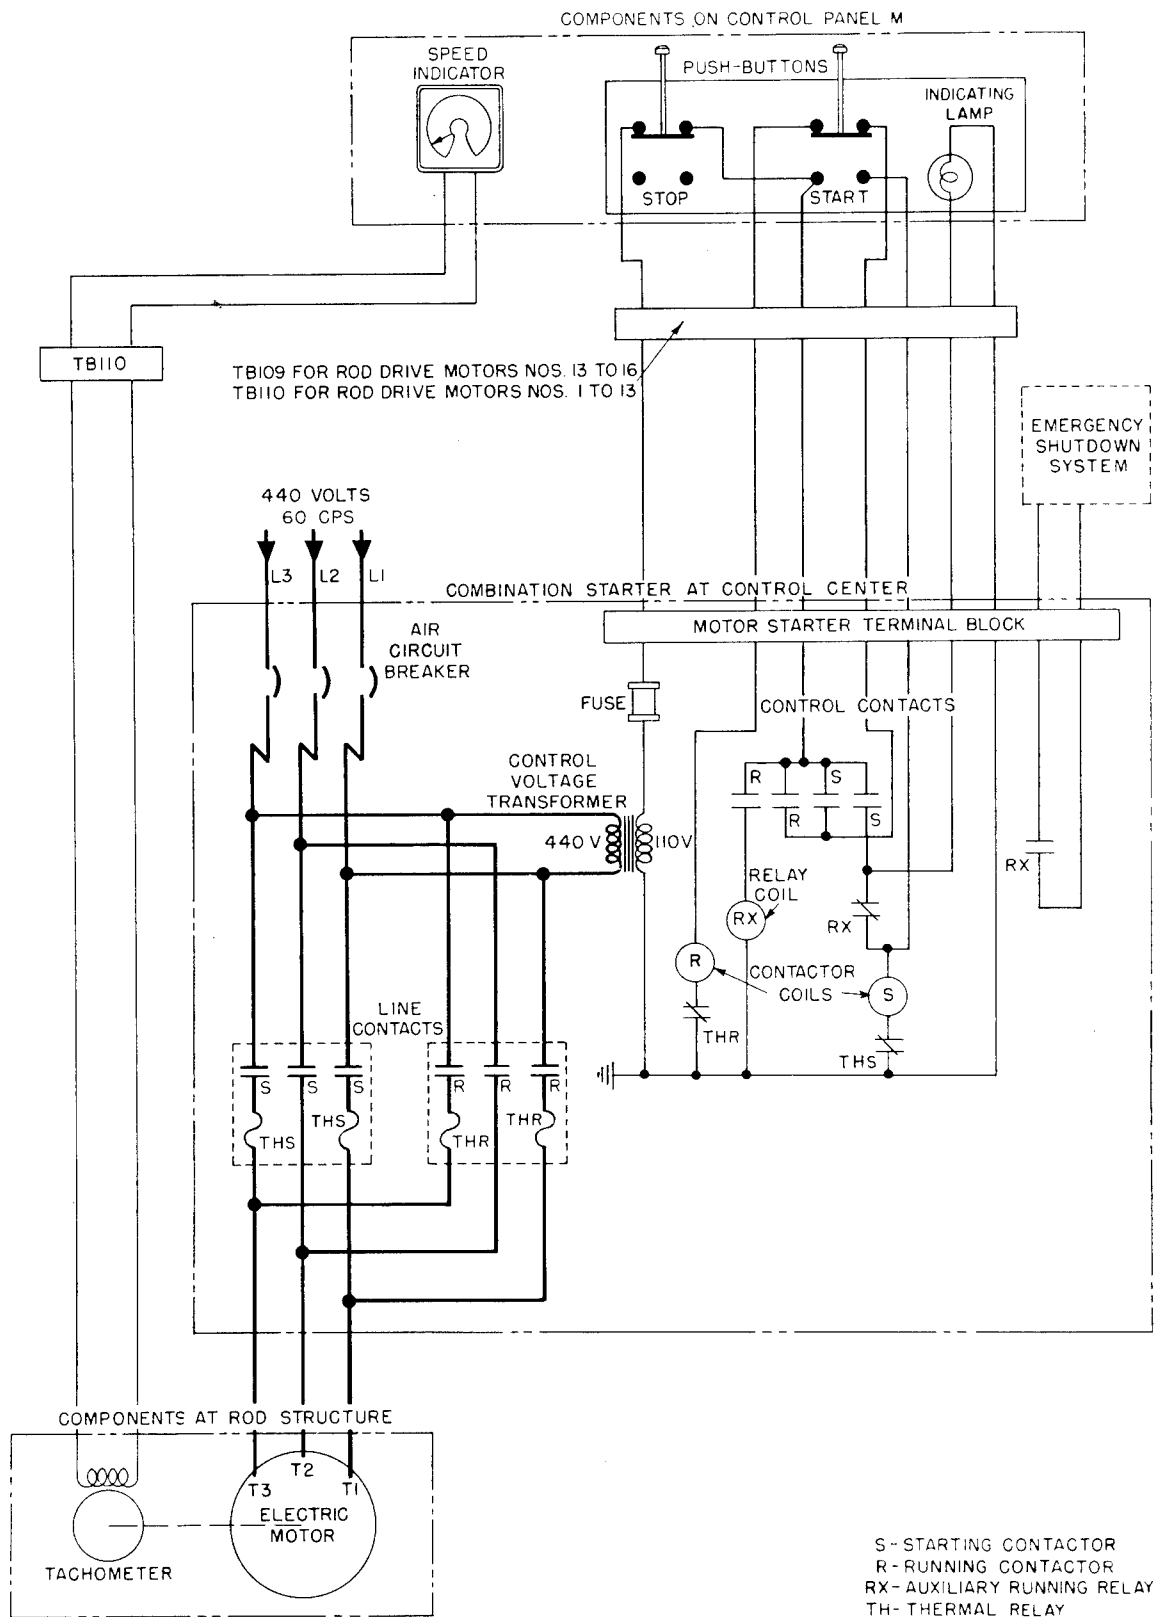 COMPONENTS ON CONTROL PANEL M
SPEED
INDICATOR
PUSH-BUTTONS
INDICATING
LAMP
STOP
START
TB110
TB109 FOR ROD DRIVE MOTORS NOS. 13 TO 16
TB110 FOR ROD DRIVE MOTORS NOS. 1 TO 13
EMERGENCY
SHUTDOWN
SYSTEM
440 VOLTS
60 CPS
L3
L2
L1
COMBINATION STARTER AT CONTROL CENTER
MOTOR STARTER TERMINAL BLOCK
AIR
CIRCUIT
BREAKER
FUSE
CONTROL CONTACTS
CONTROL
VOLTAGE
TRANSFORMER
R
S
R
S
440 V
110V
RX
RELAY
COIL
RX
RX
R
CONTACTOR
COILS
S
THR
THS
LINE
CONTACTS
S
S
S
R
R
R
THS
THS
THR
THR
COMPONENTS AT ROD STRUCTURE
T3
T2
T1
ELECTRIC
MOTOR
TACHOMETER
S- STARTING CONTACTOR
R- RUNNING CONTACTOR
RX- AUXILIARY RUNNING RELAY
TH- THERMAL RELAY